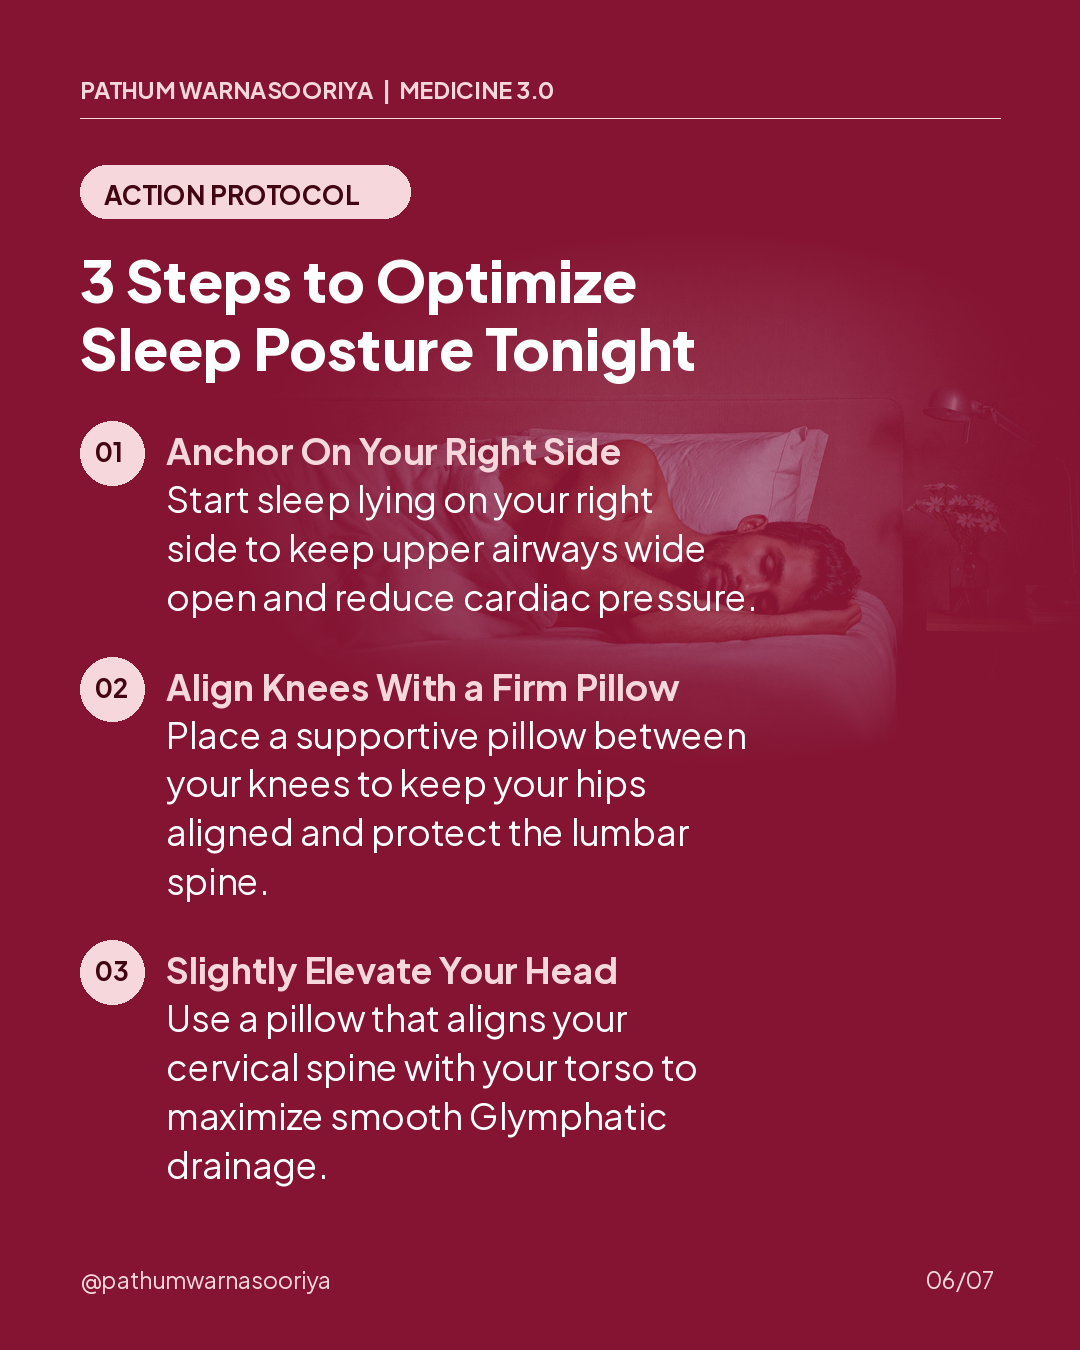 PATHUM WARNASOORIYA | MEDICINE 3.0
ACTION PROTOCOL
3 Steps to Optimize
Sleep Posture Tonight
01
Anchor On Your Right Side
Start sleep lying on your right
side to keep upper airways wide
open and reduce cardiac pressure.
02
Align Knees With a Firm Pillow
Place a supportive pillow between
your knees to keep your hips
aligned and protect the lumbar
spine.
03
Slightly Elevate Your Head
Use a pillow that aligns your
cervical spine with your torso to
maximize smooth Glymphatic
drainage.
@pathumwarnasooriya
06/07